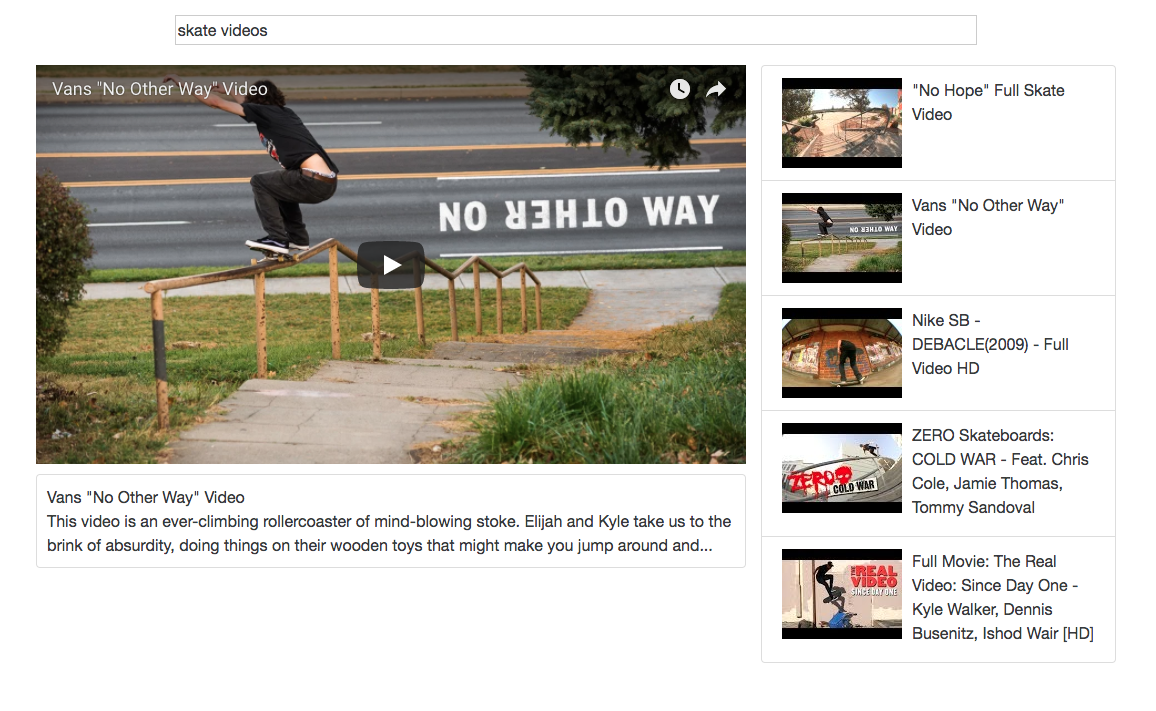 skate videos
Vans "No Other Way" Video
NO OTHER WAY
Vans "No Other Way" Video
This video is an ever-climbing rollercoaster of mind-blowing stoke. Elijah and Kyle take us to the
brink of absurdity, doing things on their wooden toys that might make you jump around and...
"No Hope" Full Skate
Video
NO OTHER WAY
Vans "No Other Way"
Video
Nike SB -
DEBACLE(2009) - Full
Video HD
ZERO
COLD WAR
ZERO Skateboards:
COLD WAR - Feat. Chris
Cole, Jamie Thomas,
Tommy Sandoval
THE REAL
VIDEO
SINCE DAY ONE
Full Movie: The Real
Video: Since Day One -
Kyle Walker, Dennis
Busenitz, Ishod Wair [HD]